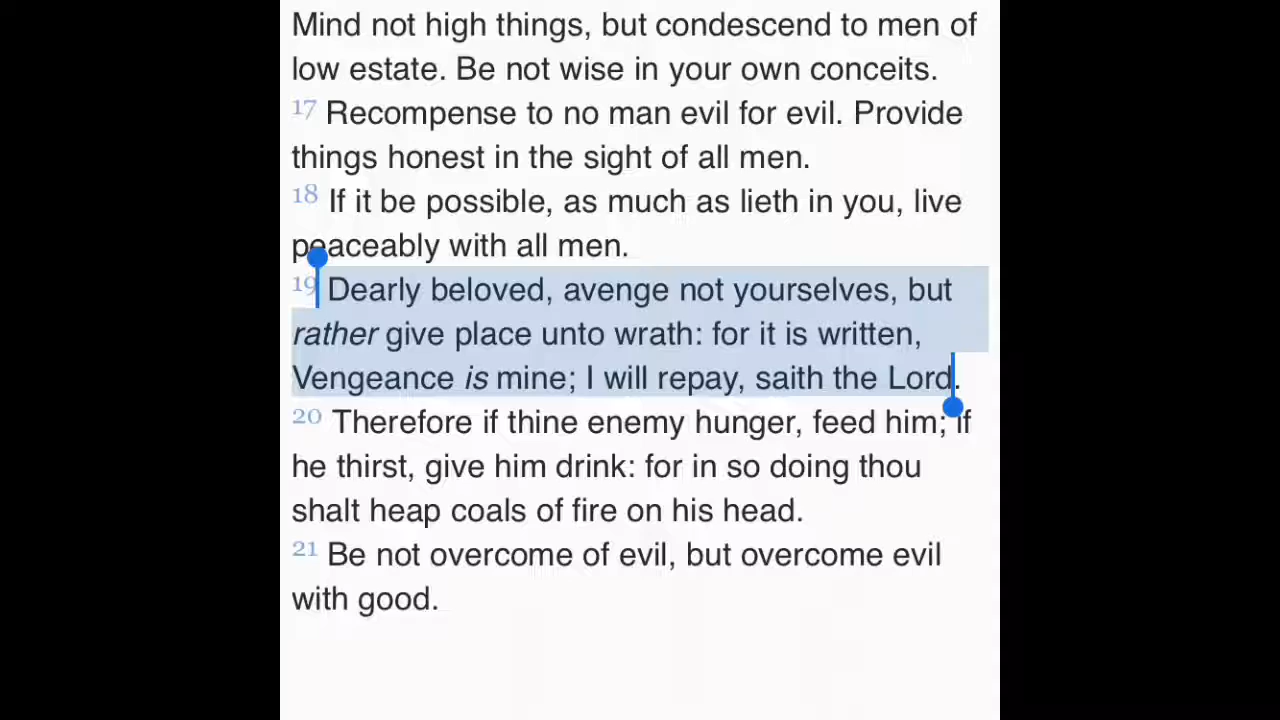 Mind not high things, but condescend to men of
low estate. Be not wise in your own conceits.
17 Recompense to no man evil for evil. Provide
things honest in the sight of all men.
18 If it be possible, as much as lieth in you, live
peaceably with all men.
19 Dearly beloved, avenge not yourselves, but
rather give place unto wrath: for it is written,
Vengeance is mine; I will repay, saith the Lord.
20 Therefore if thine enemy hunger, feed him; if
he thirst, give him drink: for in so doing thou
shalt heap coals of fire on his head.
21 Be not overcome of evil, but overcome evil
with good.